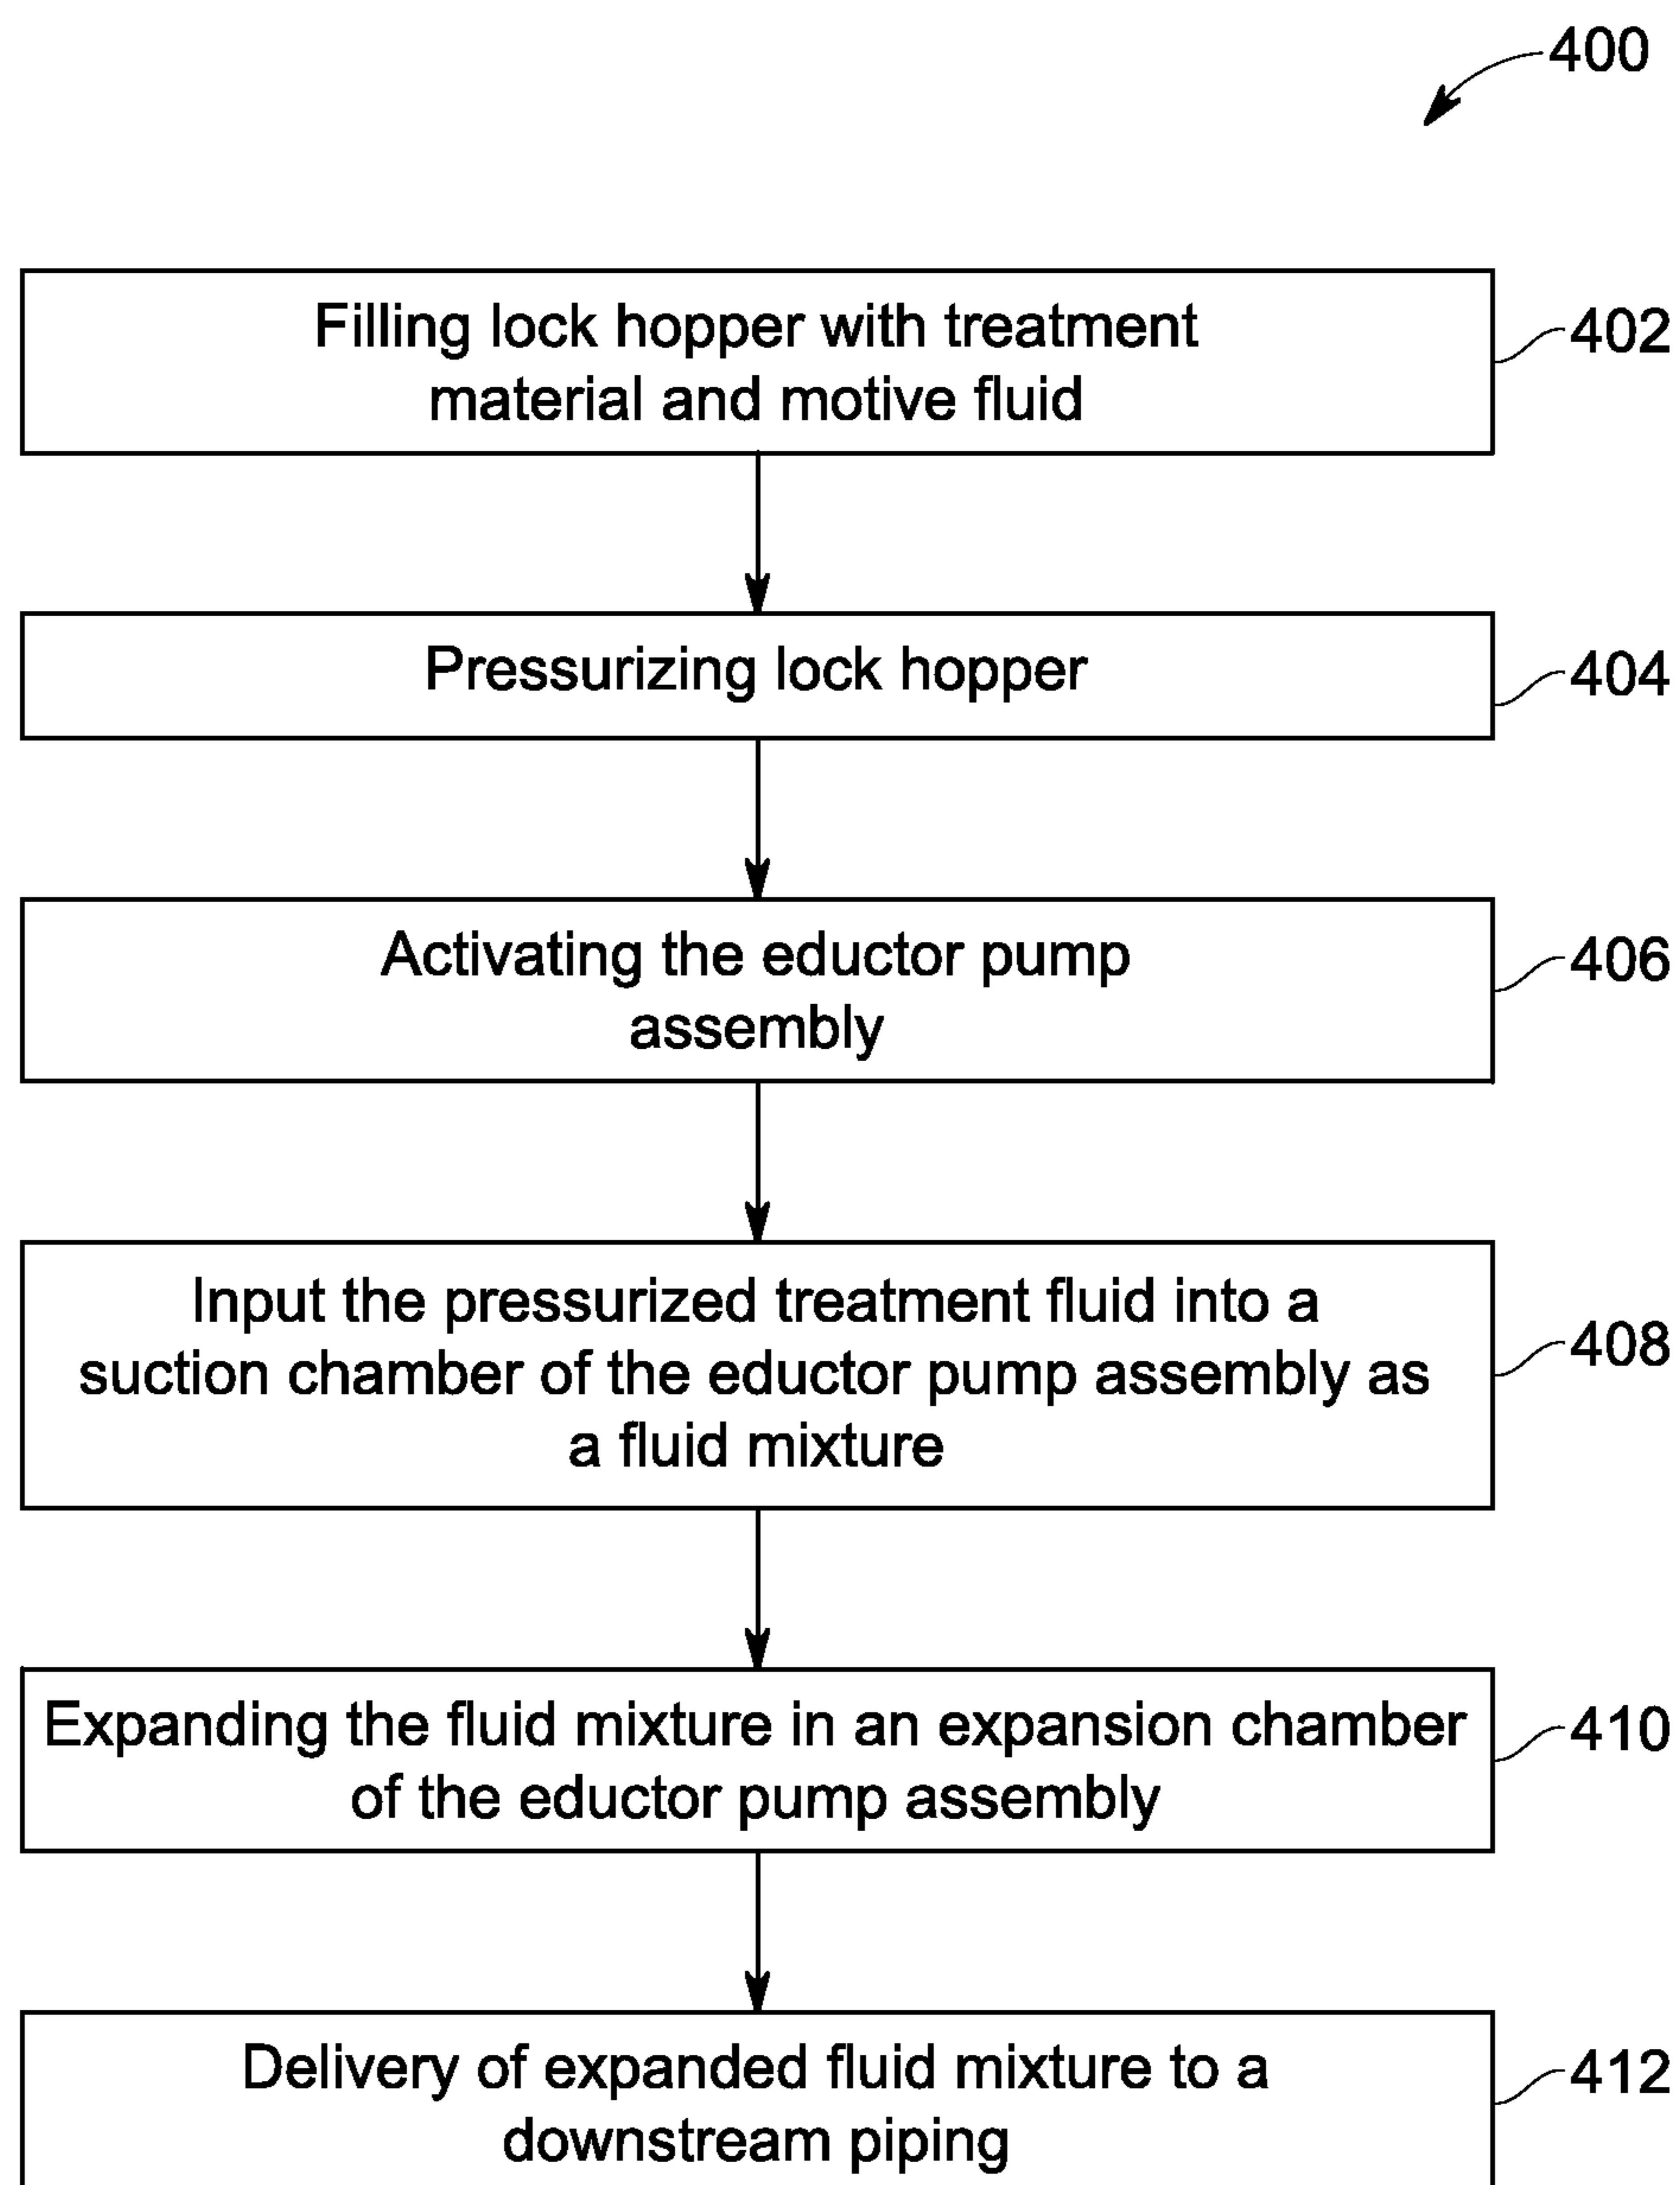 400
Filling lock hopper with treatment
material and motive fluid
402
Pressurizing lock hopper
404
Activating the eductor pump
assembly
406
Input the pressurized treatment fluid into a
suction chamber of the eductor pump assembly as
a fluid mixture
408
Expanding the fluid mixture in an expansion chamber
of the eductor pump assembly
410
Delivery of expanded fluid mixture to a
downstream piping
412